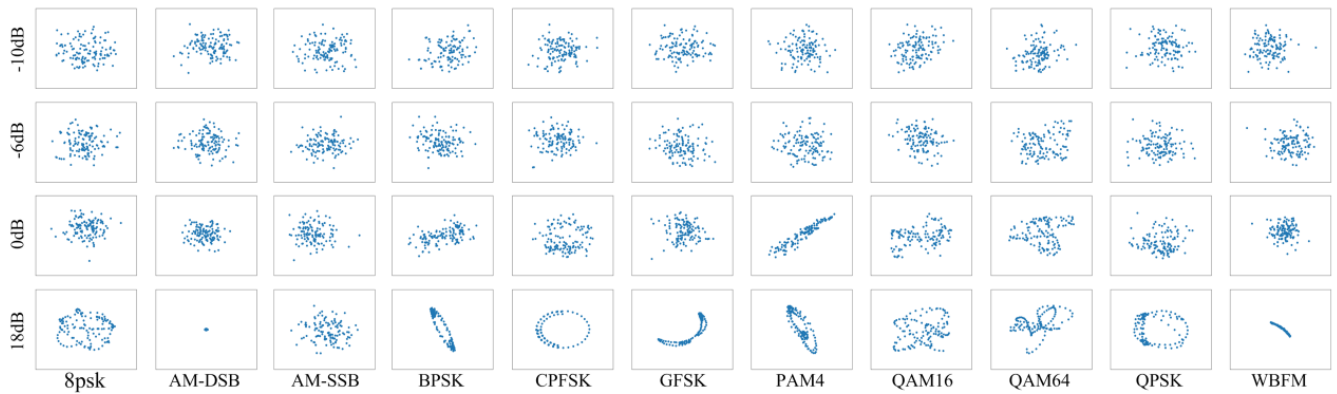 -10dB
-6dB
0dB
18dB
8psk AM-DSB AM-SSB BPSK CPFSK GFSK PAM4 QAM16 QAM64 QPSK WBFM